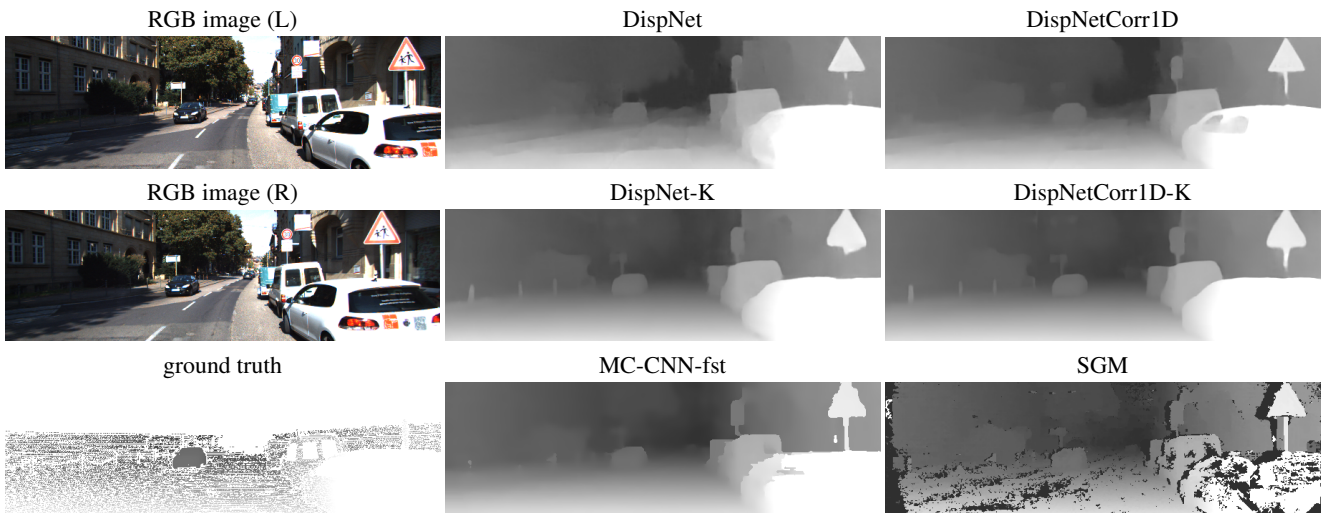 RGB image (L)
DispNet
DispNetCorr1D
RGB image (R)
DispNet-K
DispNetCorr1D-K
ground truth
MC-CNN-fst
SGM